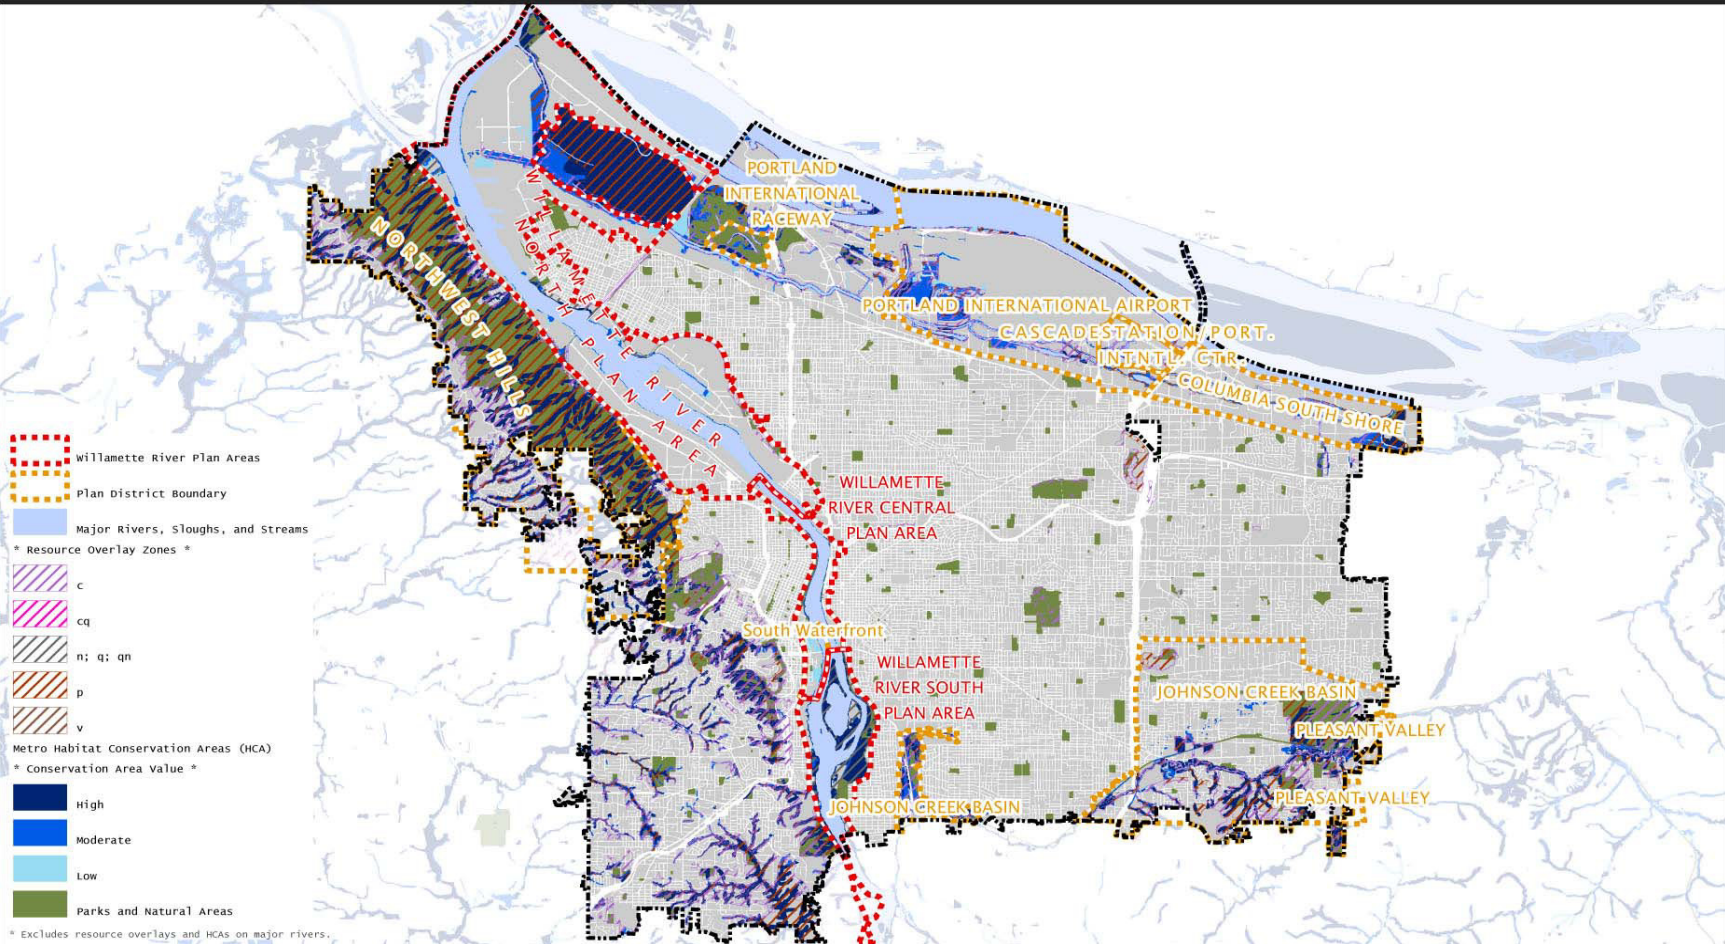 PORTLAND
INTERNATIONAL
RACEWAY
NORTHWEST HILLS
WILLAMETTE RIVER
NORTH PLAN AREA
PORTLAND INTERNATIONAL AIRPORT
CASCADESTATION/PORT.
INTNTL. CTR.
COLUMBIA SOUTH SHORE
WILLAMETTE
RIVER CENTRAL
PLAN AREA
South Waterfront
WILLAMETTE
RIVER SOUTH
PLAN AREA
JOHNSON CREEK BASIN
PLEASANT VALLEY
PLEASANT VALLEY
JOHNSON CREEK BASIN
Willamette River Plan Areas
Plan District Boundary
Major Rivers, Sloughs, and Streams
* Resource Overlay Zones *
c
cq
n; q; qn
p
v
Metro Habitat Conservation Areas (HCA)
* Conservation Area Value *
High
Moderate
Low
Parks and Natural Areas
* Excludes resource overlays and HCAs on major rivers.